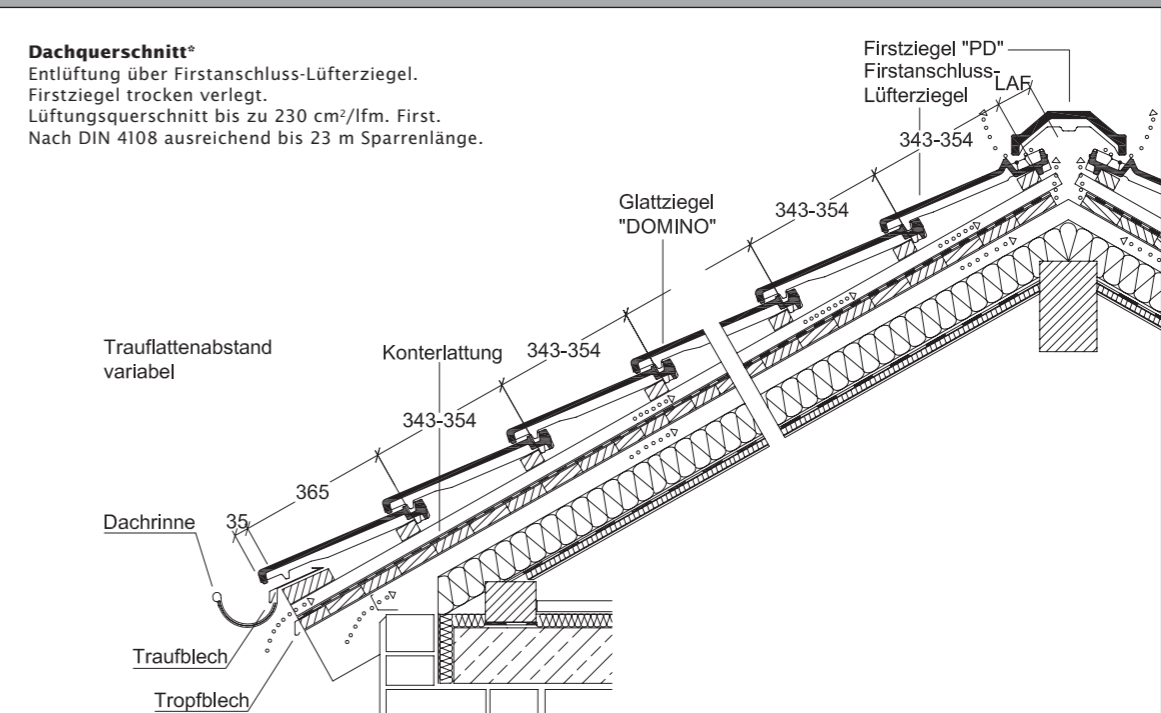 Dachquerschnitt*
Entlüftung über Firstanschluss-Lüfterziegel.
Firstziegel trocken verlegt.
Lüftungsquerschnitt bis zu 230 cm²/lfm. First.
Nach DIN 4108 ausreichend bis 23 m Sparrenlänge.
Firstziegel "PD"
Firstanschluss-
Lüfterziegel
LAF
343-354
343-354
Glattziegel
"DOMINO"
343-354
Konterlattung
343-354
Trauflattenabstand
variabel
365
35
Dachrinne
Traufblech
Tropfblech